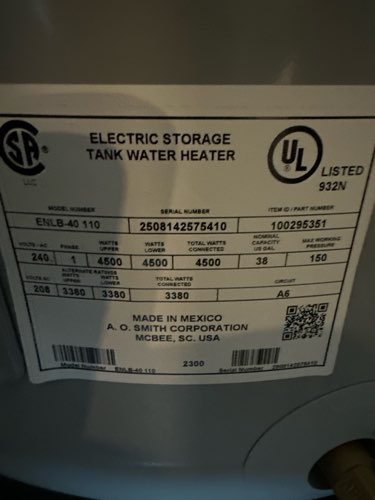 SA
ELECTRIC STORAGE
TANK WATER HEATER
UL
LISTED
932N
MODEL NUMBER SERIAL NUMBER ITEM ID / PART NUMBER
ENLB-40 110 2508142575410 100295351
VOLTS - AC PHASE WATTS UPPER WATTS LOWER TOTAL WATTS CONNECTED NOMINAL CAPACITY US GAL MAX WORKING PRESSURE
240 1 4500 4500 4500 38 150
VOLTS AC ALTERNATE RATINGS WATTS UPPER WATTS LOWER TOTAL WATTS CONNECTED CIRCUIT
208 3380 3380 3380 A6
MADE IN MEXICO
A. O. SMITH CORPORATION
MCBEE, SC. USA
2300
Model Number ENLB-40 110 Serial Number 2508142575410